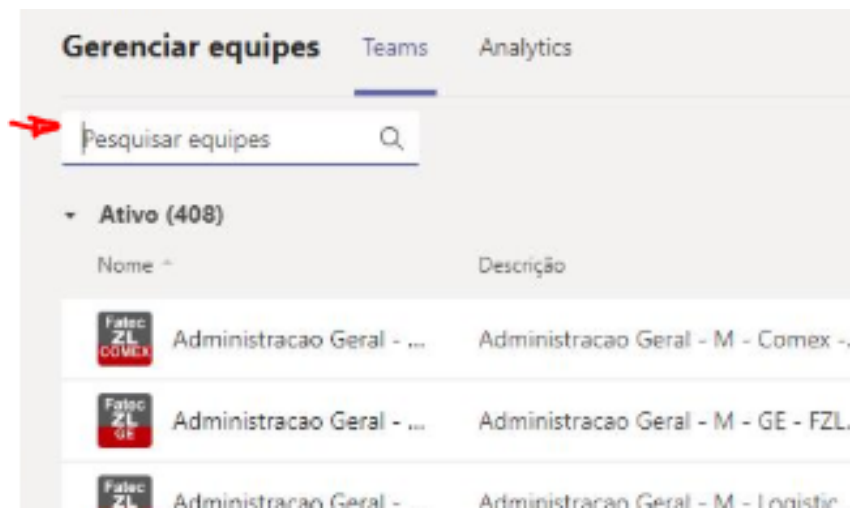 Gerenciar equipes Teams Analytics
Pesquisar equipes
Ativo (408)
Nome Descrição
Fatec
ZL
COMEX
Administracao Geral - ... Administracao Geral - M - Comex -.
Fatec
ZL
GE
Administracao Geral - ... Administracao Geral - M - GE - FZL.
Fatec
ZL
Administracao Geral - ... Administracao Geral - M - Logistic